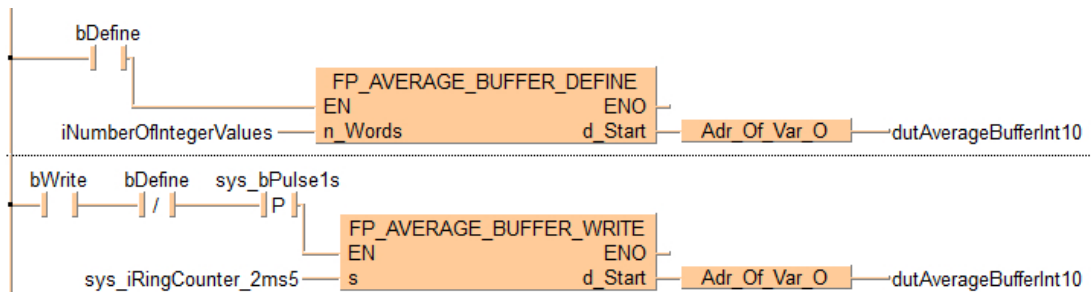 bDefine
FP_AVERAGE_BUFFER_DEFINE
EN ENO
iNumberOfIntegerValues n_Words d_Start Adr_Of_Var_O dutAverageBufferInt10
bWrite bDefine sys_bPulse1s
/ P
FP_AVERAGE_BUFFER_WRITE
EN ENO
sys_iRingCounter_2ms5 s d_Start Adr_Of_Var_O dutAverageBufferInt10